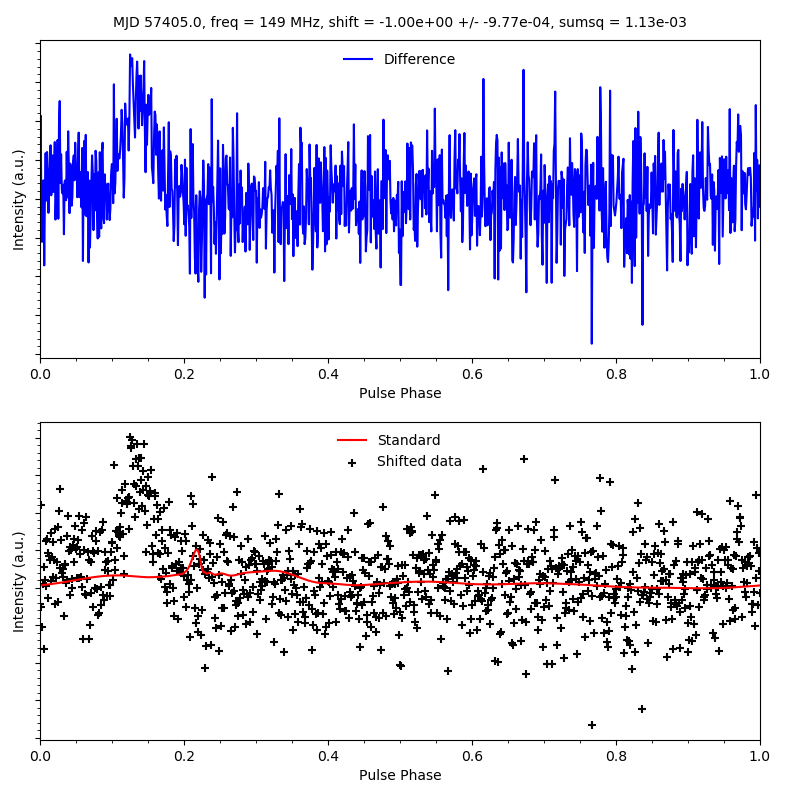 MJD 57405.0, freq = 149 MHz, shift = -1.00e+00 +/- -9.77e-04, sumsq = 1.13e-03
Difference
Intensity (a.u.)
0.0 0.2 0.4 0.6 0.8 1.0
Pulse Phase
Standard
Shifted data
Intensity (a.u.)
0.0 0.2 0.4 0.6 0.8 1.0
Pulse Phase